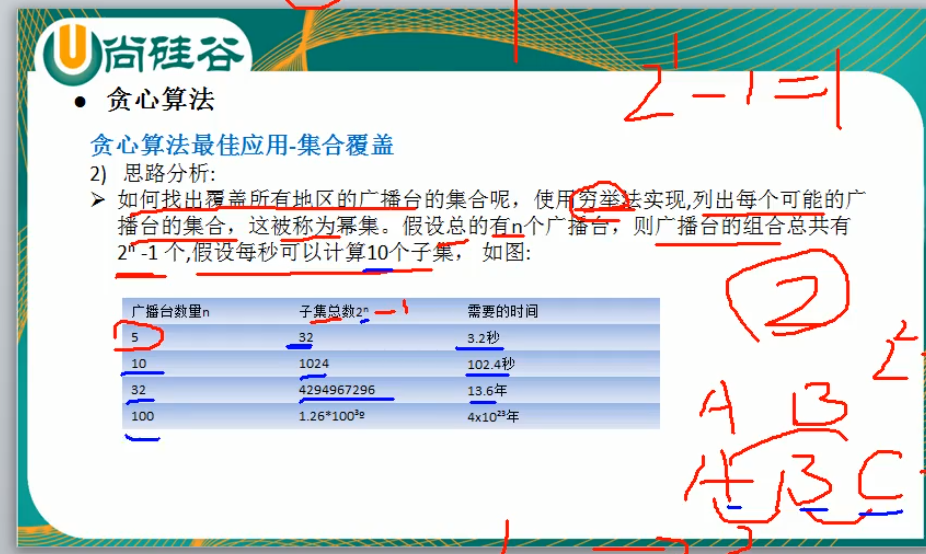 尚硅谷
2¹-1=1
● 贪心算法
贪心算法最佳应用-集合覆盖
2) 思路分析:
➢ 如何找出覆盖所有地区的广播台的集合呢，使用穷举法实现,列出每个可能的广
播台的集合，这被称为幂集。假设总的有n个广播台，则广播台的组合总共有
2ⁿ -1 个,假设每秒可以计算10个子集， 如图:
2
广播台数量n 子集总数2ⁿ -1 需要的时间
5 32 3.2秒
10 1024 102.4秒
32 4294967296 13.6年
100 1.26*100³º 4x10²³年
A B
A B C